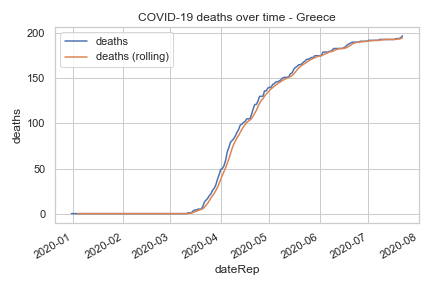 COVID-19 deaths over time - Greece
deaths
deaths (rolling)
200
150
100
50
0
deaths
2020-01
2020-02
2020-03
2020-04
2020-05
2020-06
2020-07
2020-08
dateRep